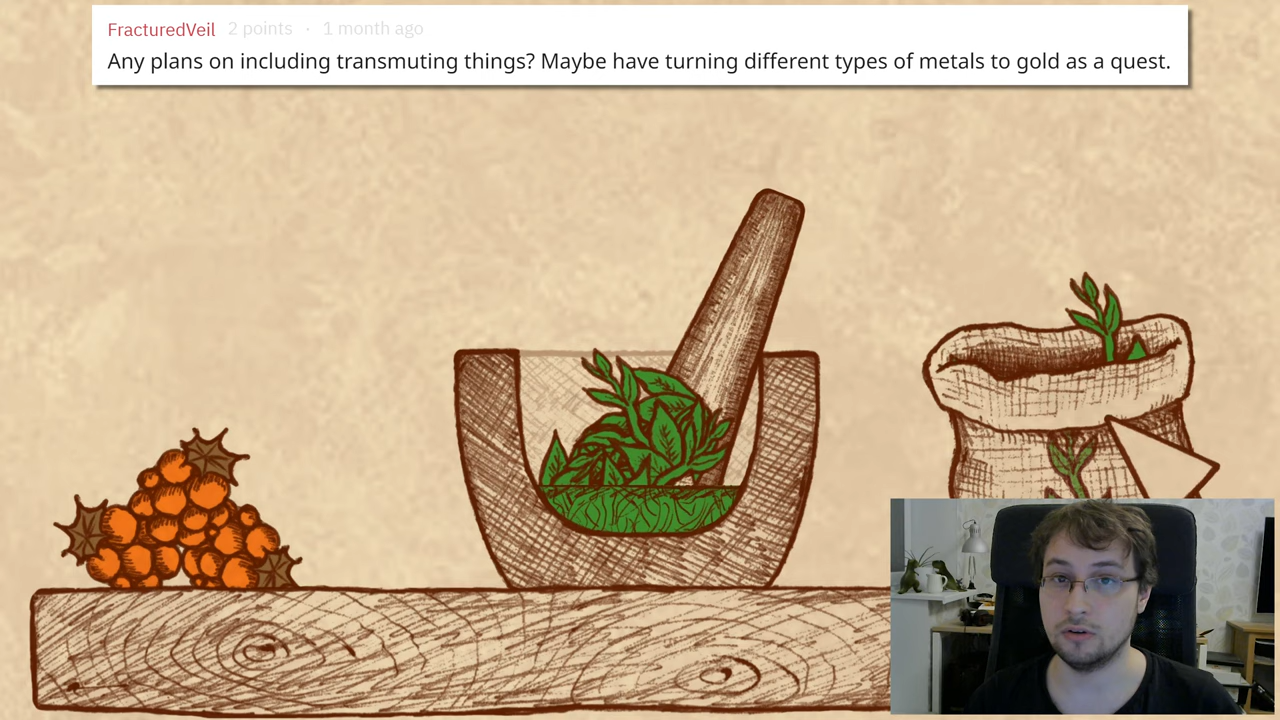 FracturedVeil 2 points · 1 month ago
Any plans on including transmuting things? Maybe have turning different types of metals to gold as a quest.